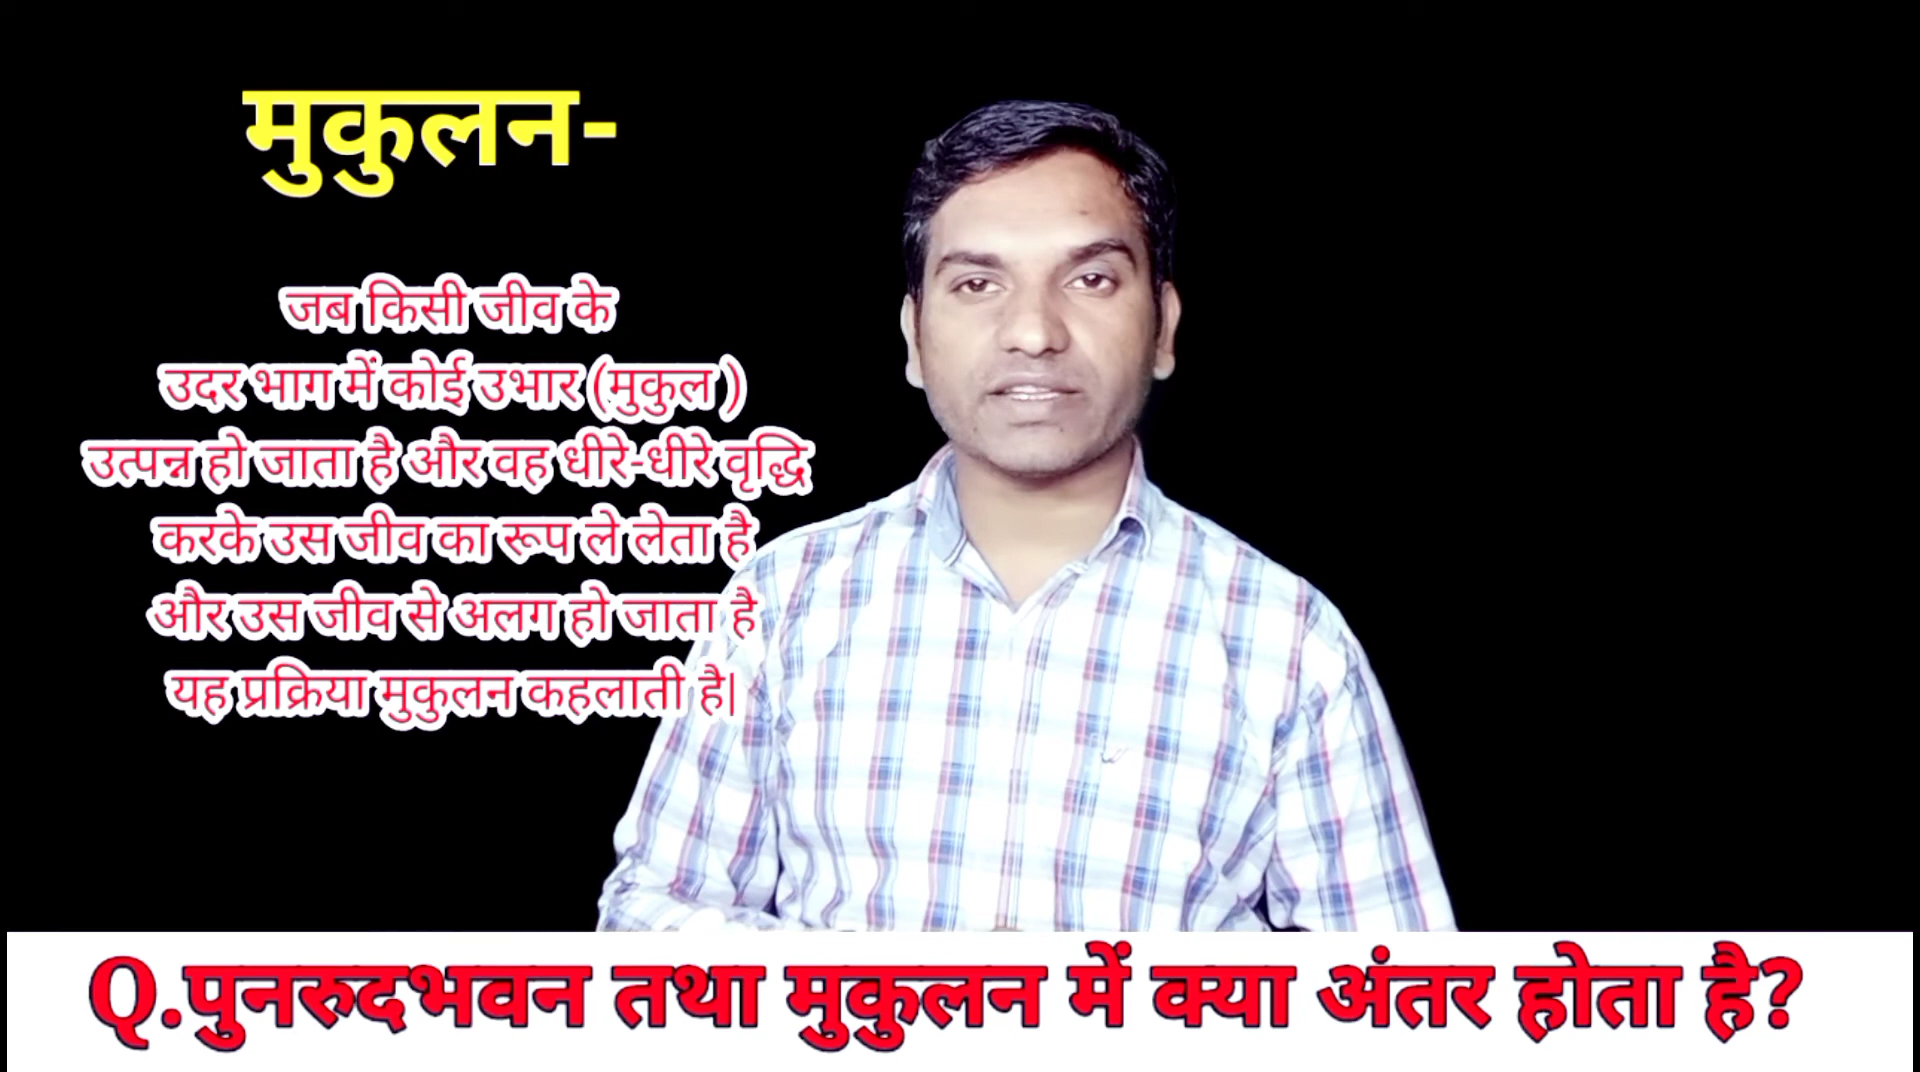 मुकुलन-
जब किसी जीव के
उदर भाग में कोई उभार (मुकुल )
उत्पन्न हो जाता है और वह धीरे-धीरे वृद्धि
करके उस जीव का रूप ले लेता है
और उस जीव से अलग हो जाता है
यह प्रक्रिया मुकुलन कहलाती है|
Q.पुनरुदभवन तथा मुकुलन में क्या अंतर होता है?